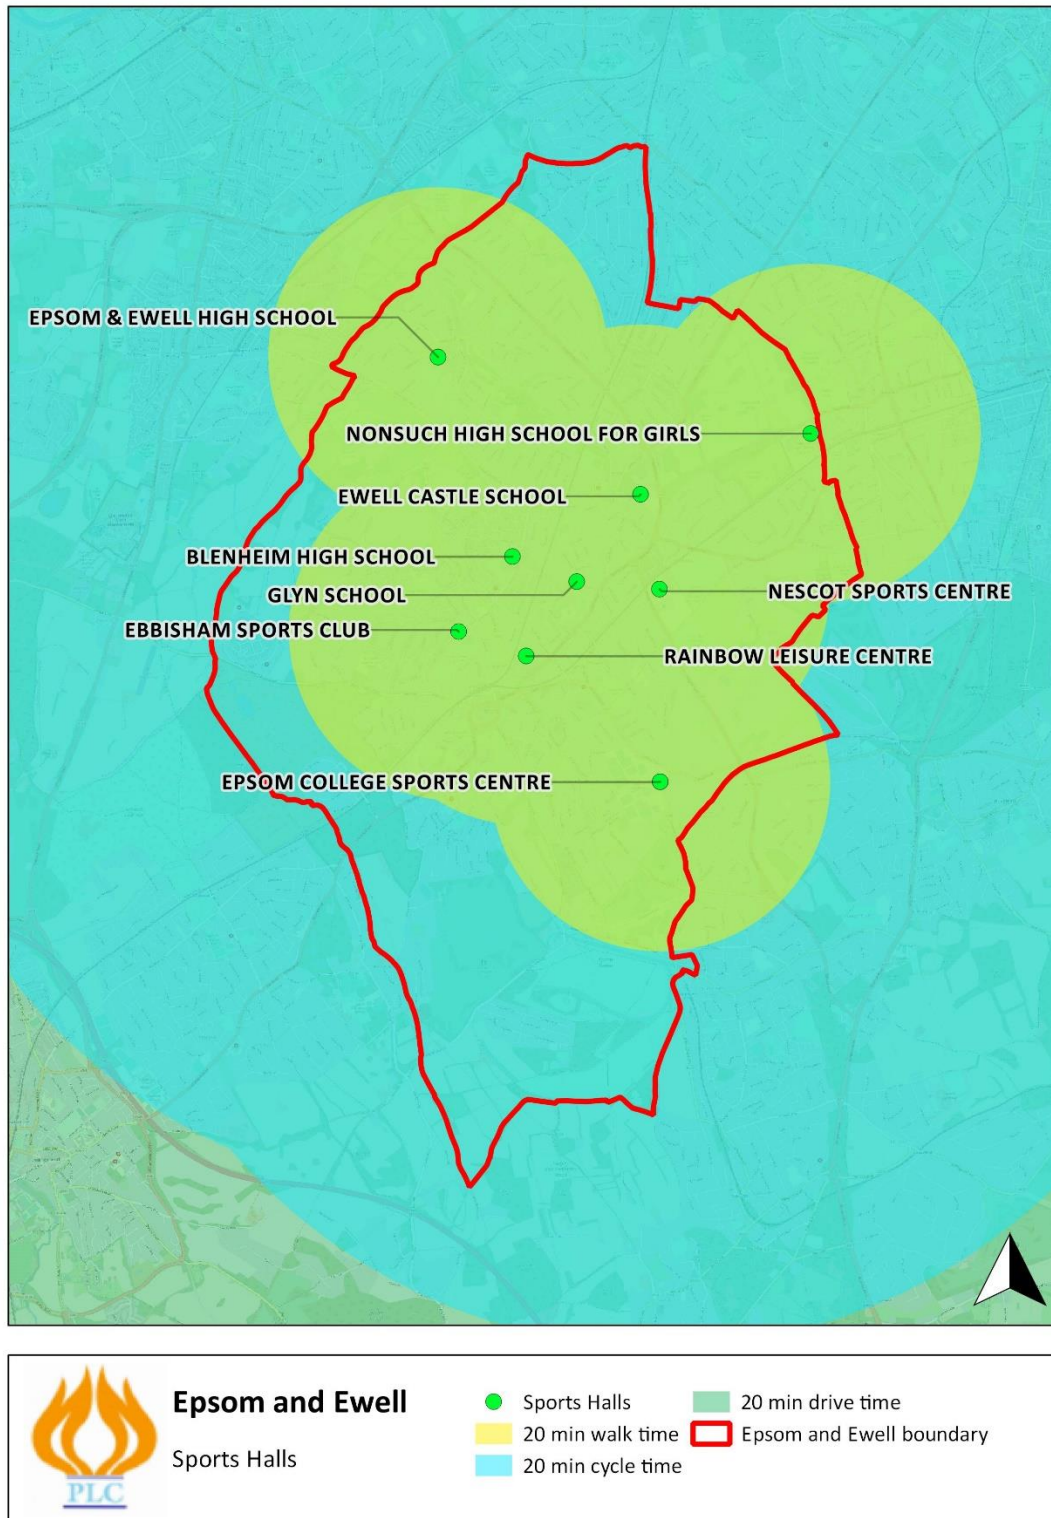 EPSOM & EWELL HIGH SCHOOL
NONSUCH HIGH SCHOOL FOR GIRLS
EWELL CASTLE SCHOOL
BLENHEIM HIGH SCHOOL
GLYN SCHOOL
NESCOT SPORTS CENTRE
EBBISHAM SPORTS CLUB
RAINBOW LEISURE CENTRE
EPSOM COLLEGE SPORTS CENTRE
PLC
Epsom and Ewell
Sports Halls
Sports Halls
20 min walk time
20 min cycle time
20 min drive time
Epsom and Ewell boundary